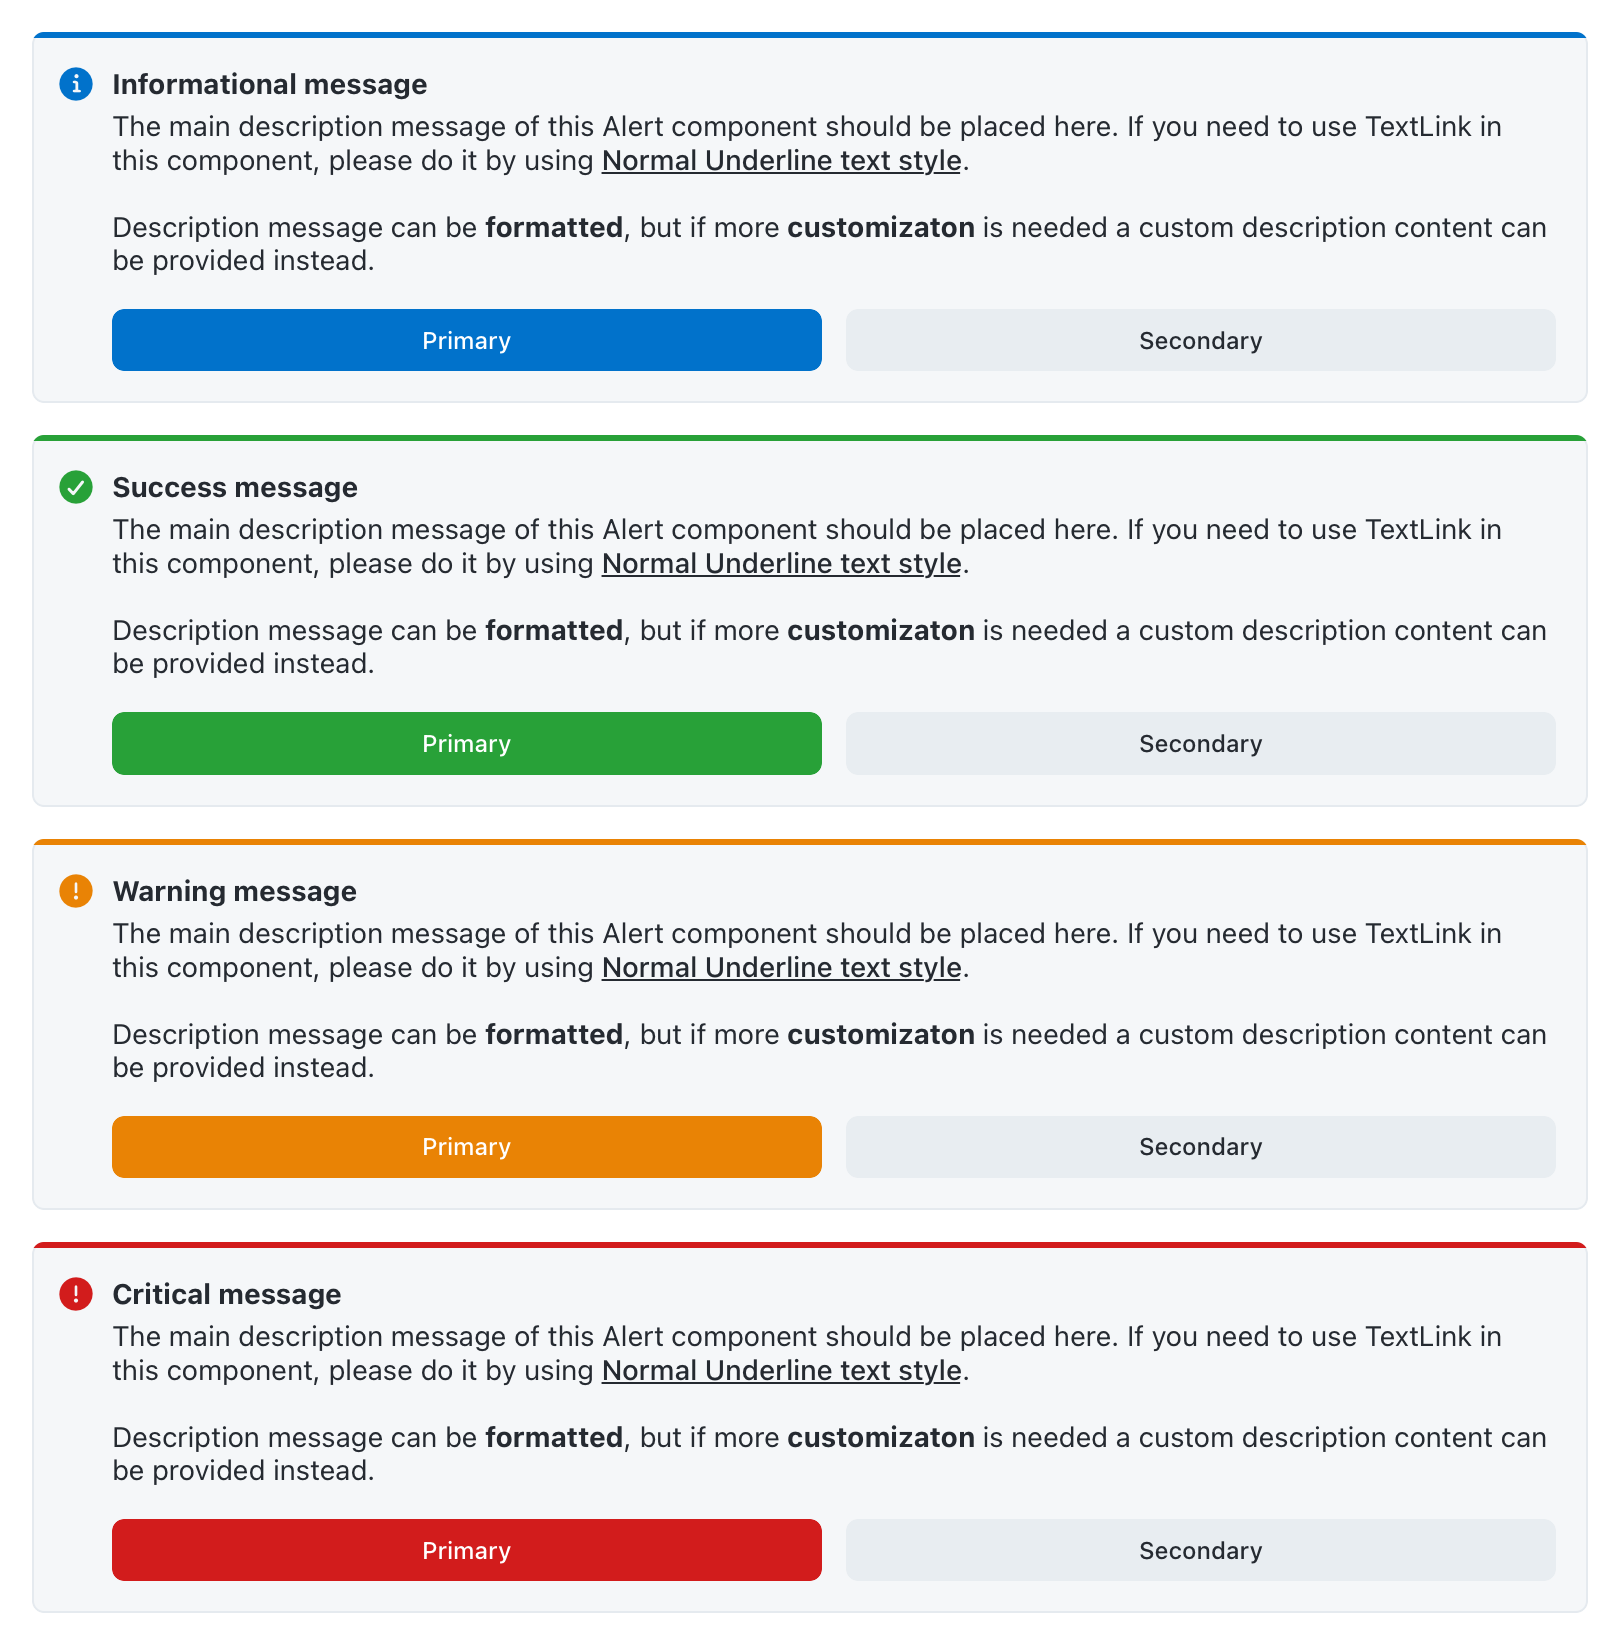 Informational message
The main description message of this Alert component should be placed here. If you need to use TextLink in
this component, please do it by using Normal Underline text style.
Description message can be formatted, but if more customizaton is needed a custom description content can
be provided instead.
Primary
Secondary
Success message
The main description message of this Alert component should be placed here. If you need to use TextLink in
this component, please do it by using Normal Underline text style.
Description message can be formatted, but if more customizaton is needed a custom description content can
be provided instead.
Primary
Secondary
Warning message
The main description message of this Alert component should be placed here. If you need to use TextLink in
this component, please do it by using Normal Underline text style.
Description message can be formatted, but if more customizaton is needed a custom description content can
be provided instead.
Primary
Secondary
Critical message
The main description message of this Alert component should be placed here. If you need to use TextLink in
this component, please do it by using Normal Underline text style.
Description message can be formatted, but if more customizaton is needed a custom description content can
be provided instead.
Primary
Secondary